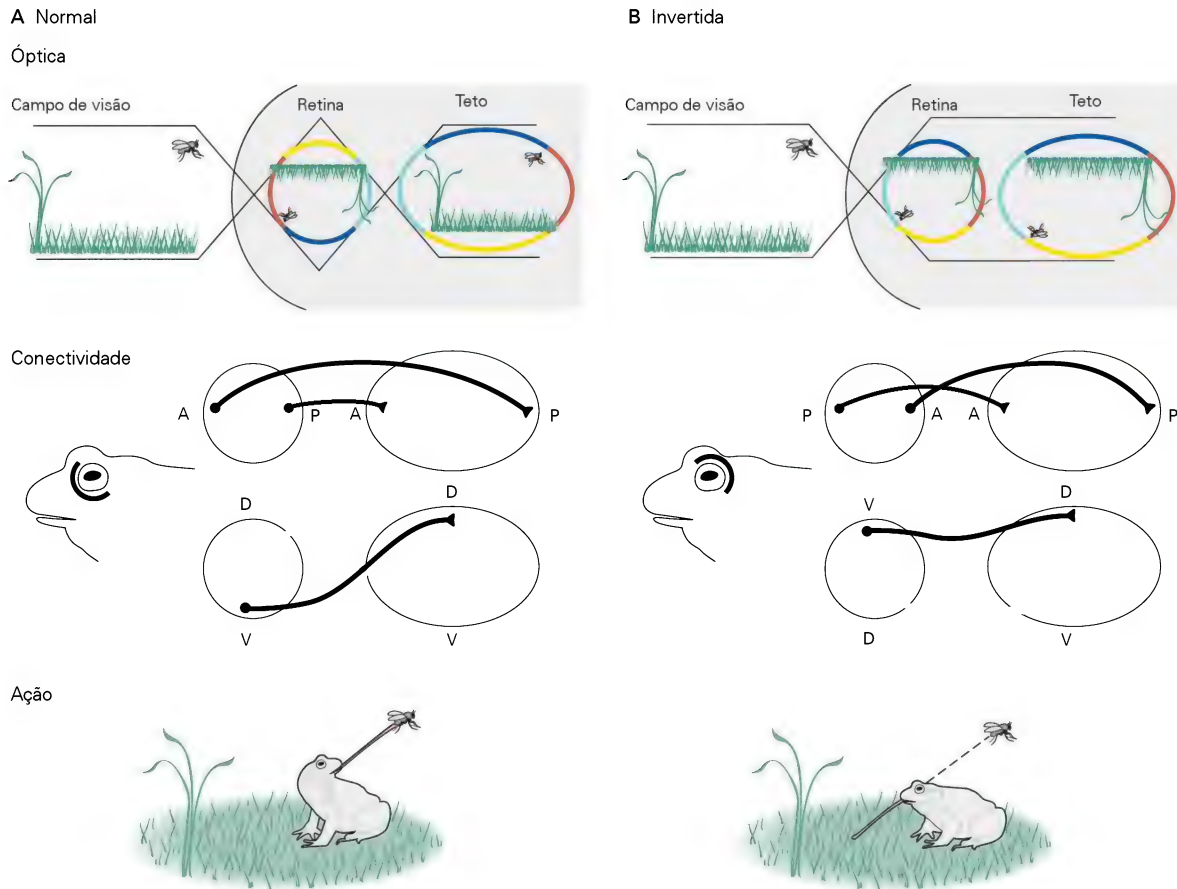 A Normal
B Invertida
Óptica
Campo de visão
Retina
Teto
Campo de visão
Retina
Teto
Conectividade
A
P
A
P
P
A
A
P
D
D
V
V
V
D
D
V
Ação